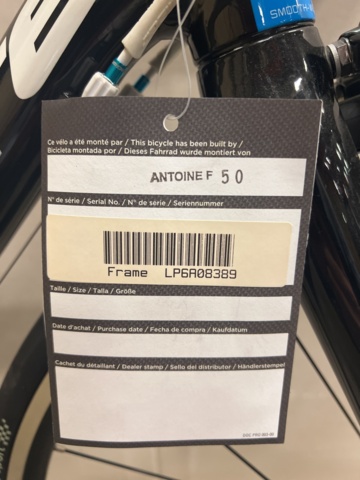 SMOOTH
Ce vélo a été monté par / This bicycle has been built by /
Bicicleta montada por / Dieses Fahrrad wurde montiert von
ANTOINE F 50
N° de série / Serial No. / N° de série / Seriennummer
Frame LP6A08389
Taille / Size / Talla / Größe
Date d'achat / Purchase date / Fecha de compra / Kaufdatum
Cachet du détaillant / Dealer stamp / Sello del distributor / Händlerstempel